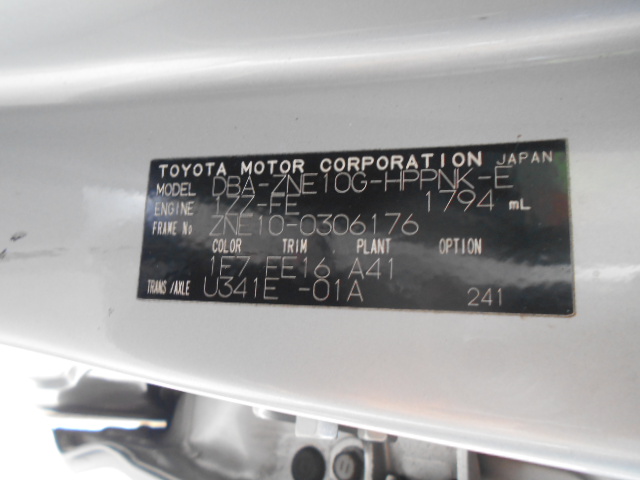 TOYOTA MOTOR CORPORATION JAPAN
MODEL DBA-ZNE10G-HPPNK-E
ENGINE 1ZZ-FE 1794 mL
FRAME No ZNE10-0306176
COLOR TRIM PLANT OPTION
1E7 EE16 A41
TRANS/AXLE U341E -01A 241